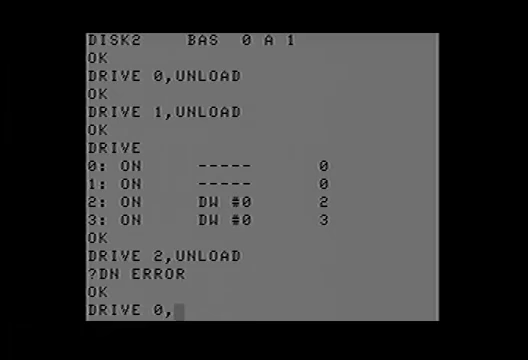 DISK2 BAS 0 A 1
OK
DRIVE 0,UNLOAD
OK
DRIVE 1,UNLOAD
OK
DRIVE
0: ON ----- 0
1: ON ----- 0
2: ON DW #0 2
3: ON DW #0 3
OK
DRIVE 2,UNLOAD
?DN ERROR
OK
DRIVE 0,